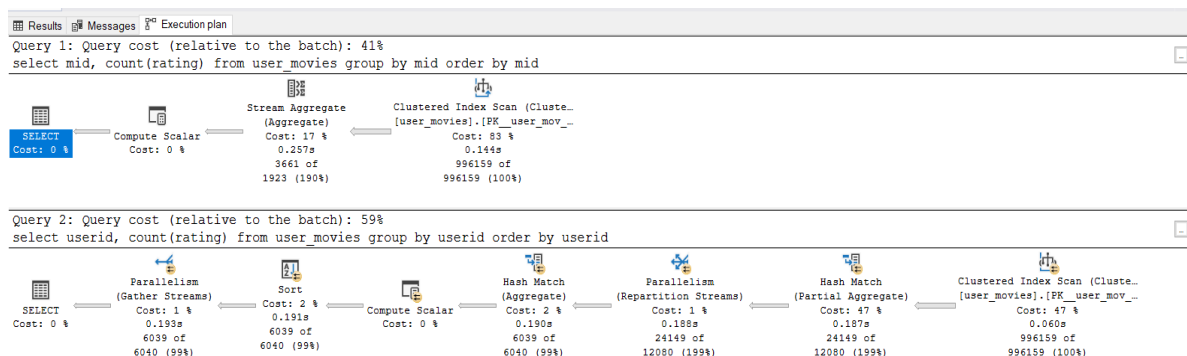 Results Messages Execution plan
Query 1: Query cost (relative to the batch): 41%
select mid, count(rating) from user_movies group by mid order by mid
SELECT
Cost: 0 %
Compute Scalar
Cost: 0 %
Stream Aggregate
(Aggregate)
Cost: 17 %
0.257s
3661 of
1923 (190%)
Clustered Index Scan (Cluste…
[user_movies].[PK__user_mov_…
Cost: 83 %
0.144s
996159 of
996159 (100%)
Query 2: Query cost (relative to the batch): 59%
select userid, count(rating) from user_movies group by userid order by userid
SELECT
Cost: 0 %
Parallelism
(Gather Streams)
Cost: 1 %
0.193s
6039 of
6040 (99%)
Sort
Cost: 2 %
0.191s
6039 of
6040 (99%)
Compute Scalar
Cost: 0 %
Hash Match
(Aggregate)
Cost: 2 %
0.190s
6039 of
6040 (99%)
Parallelism
(Repartition Streams)
Cost: 1 %
0.188s
24149 of
12080 (199%)
Hash Match
(Partial Aggregate)
Cost: 47 %
0.187s
24149 of
12080 (199%)
Clustered Index Scan (Cluste…
[user_movies].[PK__user_mov_…
Cost: 47 %
0.060s
996159 of
996159 (100%)